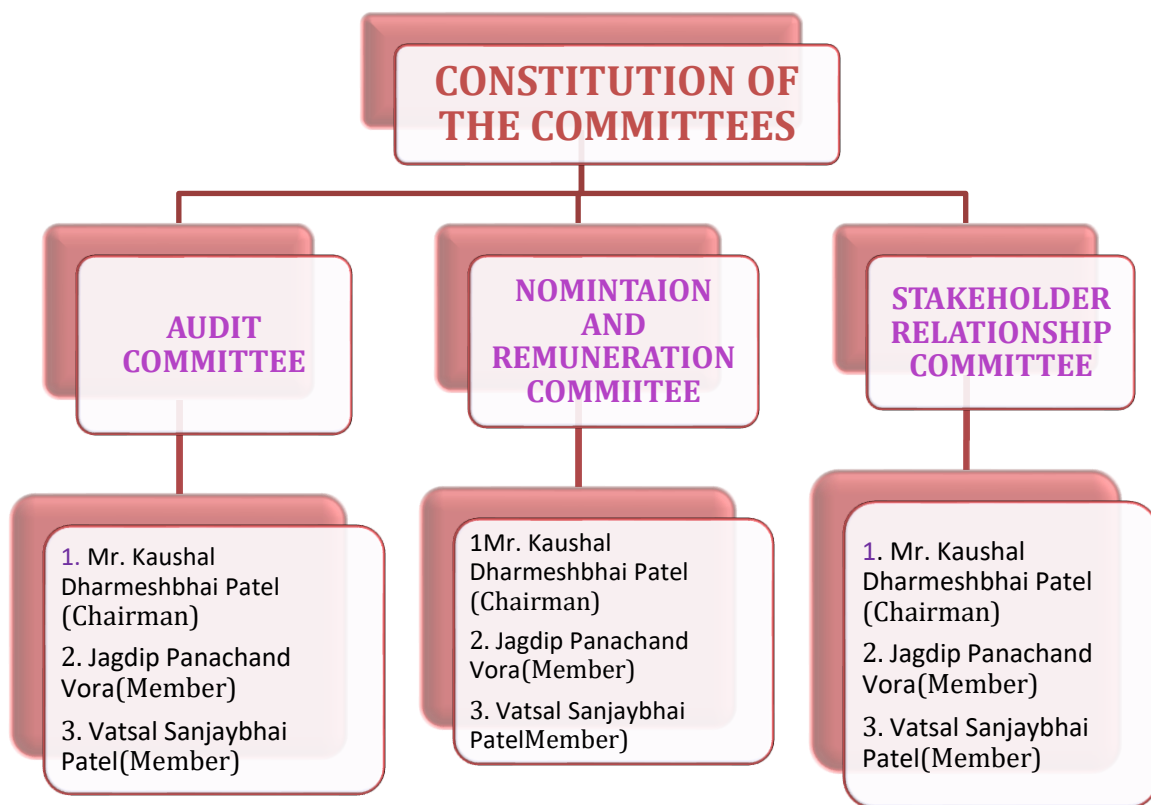 CONSTITUTION OF
THE COMMITTEES
AUDIT
COMMITTEE
NOMINTAION
AND
REMUNERATION
COMMIITEE
STAKEHOLDER
RELATIONSHIP
COMMITTEE
1. Mr. Kaushal
Dharmeshbhai Patel
(Chairman)
2. Jagdip Panachand
Vora(Member)
3. Vatsal Sanjaybhai
Patel(Member)
1Mr. Kaushal
Dharmeshbhai Patel
(Chairman)
2. Jagdip Panachand
Vora(Member)
3. Vatsal Sanjaybhai
PatelMember)
1. Mr. Kaushal
Dharmeshbhai Patel
(Chairman)
2. Jagdip Panachand
Vora(Member)
3. Vatsal Sanjaybhai
Patel(Member)